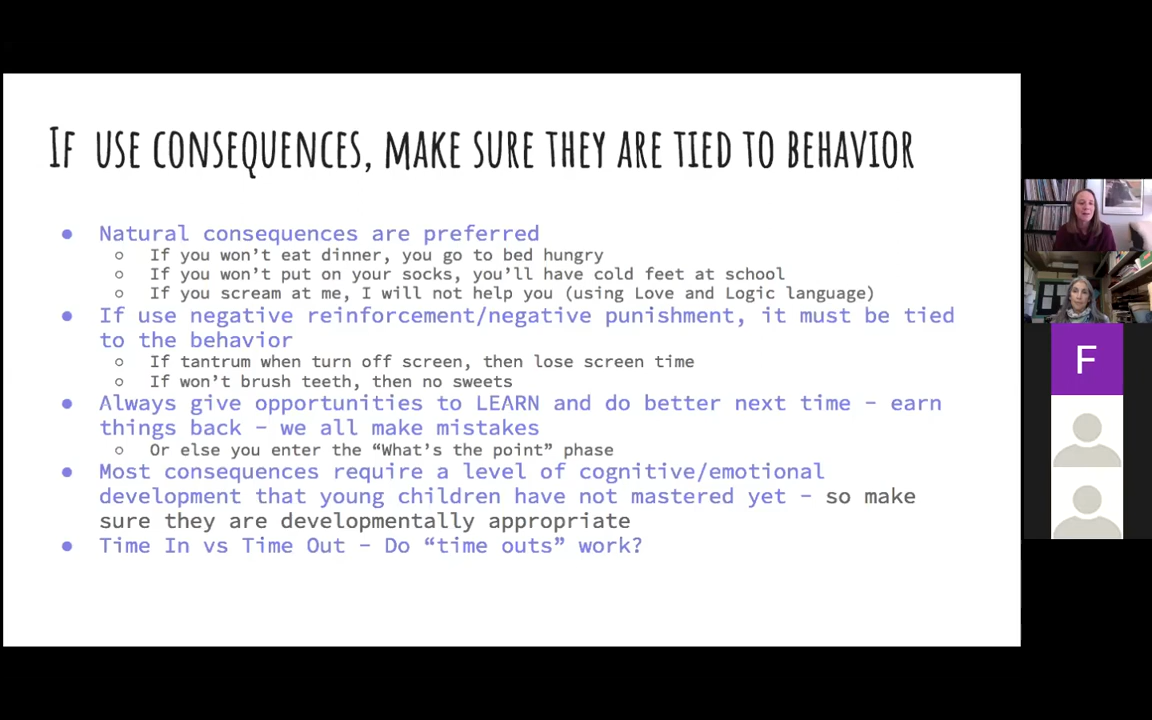 If use consequences, make sure they are tied to behavior
● Natural consequences are preferred
○ If you won't eat dinner, you go to bed hungry
○ If you won't put on your socks, you'll have cold feet at school
○ If you scream at me, I will not help you (using Love and Logic language)
● If use negative reinforcement/negative punishment, it must be tied
to the behavior
○ If tantrum when turn off screen, then lose screen time
○ If won't brush teeth, then no sweets
● Always give opportunities to LEARN and do better next time - earn
things back - we all make mistakes
○ Or else you enter the “What's the point” phase
● Most consequences require a level of cognitive/emotional
development that young children have not mastered yet - so make
sure they are developmentally appropriate
● Time In vs Time Out - Do “time outs” work?
F